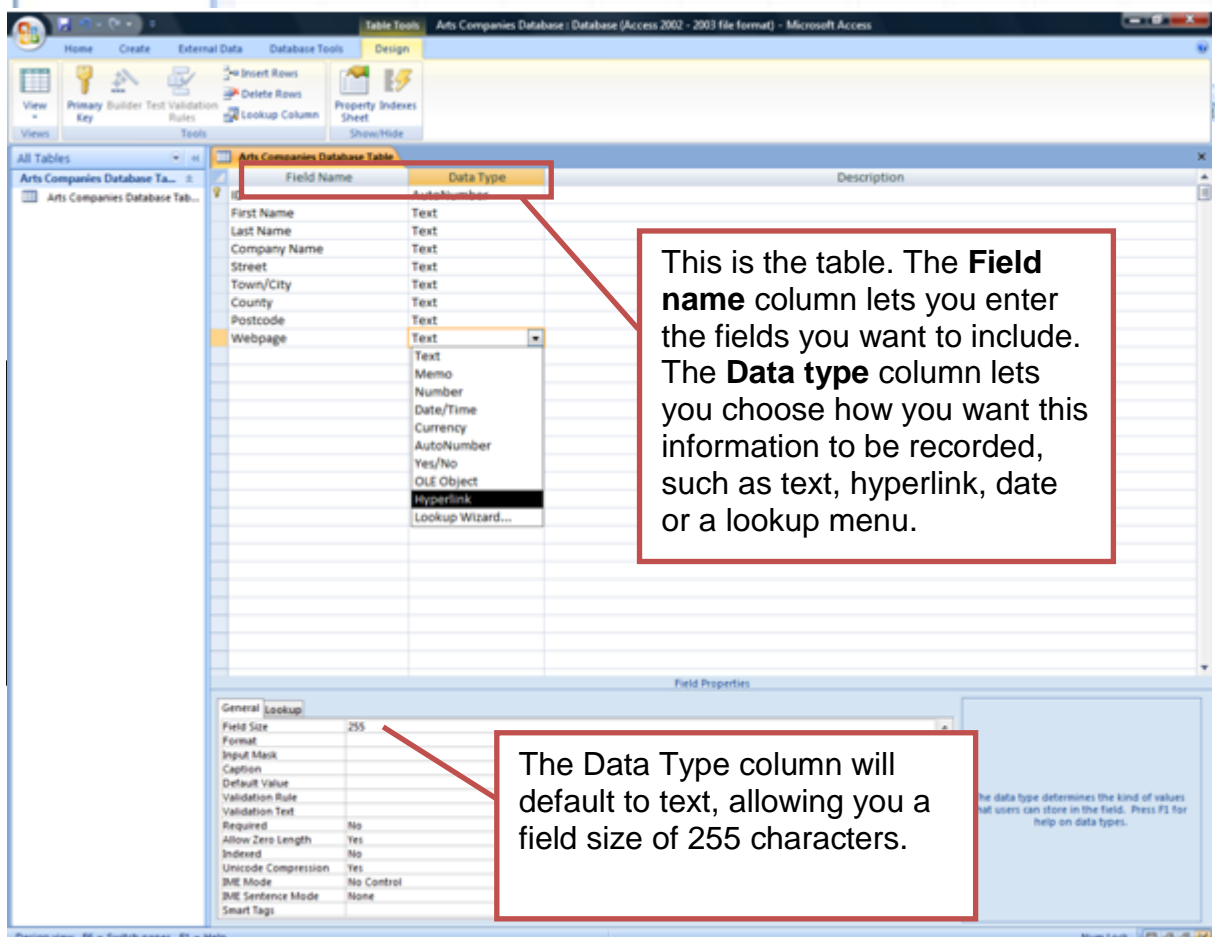 Table Tools Arts Companies Database : Database (Access 2002 - 2003 file format) - Microsoft Access
Home Create External Data Database Tools Design
View
Primary Key
Builder
Test Validation Rules
Insert Rows
Delete Rows
Lookup Column
Property Sheet
Indexes
Views Tools Show/Hide
All Tables
Arts Companies Database Ta...
Arts Companies Database Tab...
Arts Companies Database Table
Field Name Data Type Description
ID AutoNumber
First Name Text
Last Name Text
Company Name Text
Street Text
Town/City Text
County Text
Postcode Text
Webpage Text
Text
Memo
Number
Date/Time
Currency
AutoNumber
Yes/No
OLE Object
Hyperlink
Lookup Wizard...
This is the table. The Field
name column lets you enter
the fields you want to include.
The Data type column lets
you choose how you want this
information to be recorded,
such as text, hyperlink, date
or a lookup menu.
Field Properties
General Lookup
Field Size 255
Format
Input Mask
Caption
Default Value
Validation Rule
Validation Text
Required No
Allow Zero Length Yes
Indexed No
Unicode Compression Yes
IME Mode No Control
IME Sentence Mode None
Smart Tags
The Data Type column will
default to text, allowing you a
field size of 255 characters.
he data type determines the kind of values
hat users can store in the field. Press F1 for
help on data types.
Design view. F6 = Switch panes. F1 = Help.
Num Lock